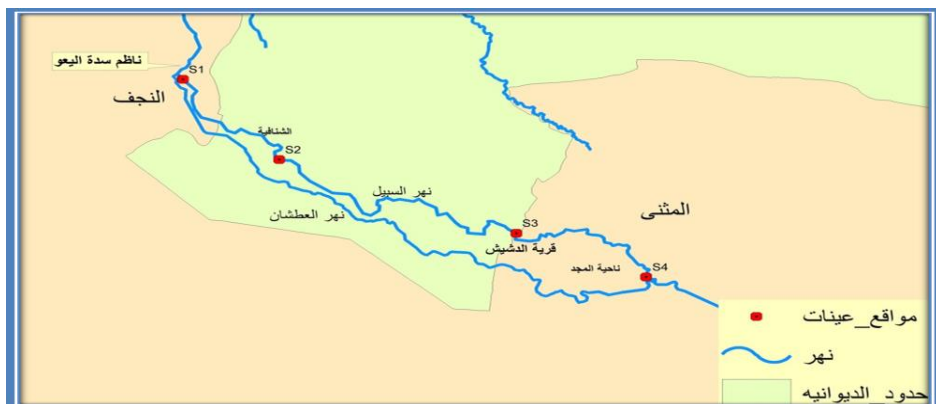 ناظم سدة اليعو
S1
النجف
الشنافية
S2
نهر السبيل
نهر العطشان
المثنى
S3
قرية الدشيش
ناحية المجد
S4
مواقع_عينات
نهر
حدود_الديوانيه